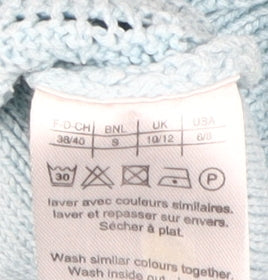 F-D-CH BNL UK USA
38/40 S 10/12 6/8
30 P
laver avec couleurs similaires.
laver et repasser sur envers.
Sécher à plat.
Wash similar colours together.
Wash inside out